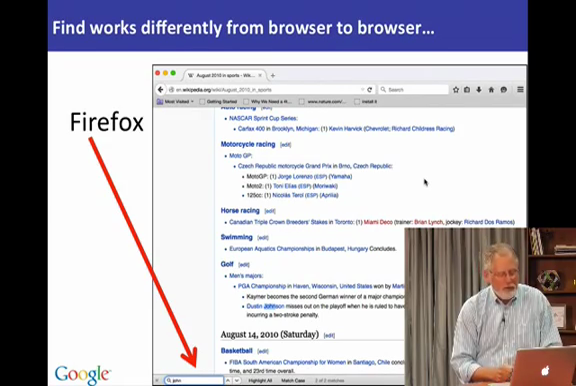 Find works differently from browser to browser…
Firefox
August 2010 in sports - Wik...
en.wikipedia.org/wiki/August_2010_in_sports
Search
Most Visited
Getting Started
Why We Need a R...
www.nature.com/
Install it
[edit]
NASCAR Sprint Cup Series:
Carfax 400 in Brooklyn, Michigan: (1) Kevin Harvick (Chevrolet; Richard Childress Racing)
Motorcycle racing [edit]
Moto GP:
Czech Republic motorcycle Grand Prix in Brno, Czech Republic:
MotoGP: (1) Jorge Lorenzo (ESP) (Yamaha)
Moto2: (1) Toni Elías (ESP) (Moriwaki)
125cc: (1) Nicolás Terol (ESP) (Aprilia)
Horse racing [edit]
Canadian Triple Crown Breeders' Stakes in Toronto: (1) Miami Deco (trainer: Brian Lynch, jockey: Richard Dos Ramos)
Swimming [edit]
European Aquatics Championships in Budapest, Hungary Concludes.
Golf [edit]
Men's majors:
PGA Championship in Haven, Wisconsin, United States won by Marti
Kaymer becomes the second German winner of a major champio
Dustin Johnson misses out on the playoff when he is ruled to have
incurring a two-stroke penalty.
August 14, 2010 (Saturday) [edit]
Basketball [edit]
FIBA South American Championship for Women in Santiago, Chile
time, and 23rd time overall.
john
Highlight All
Match Case
2 of 3 matches
Google